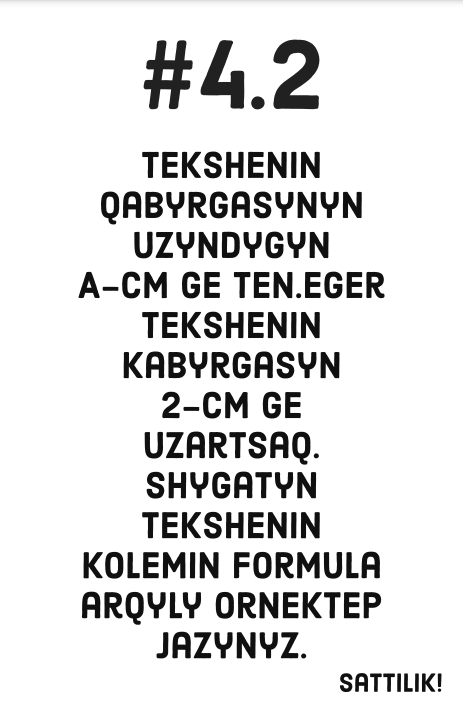 #4.2
TEKSHENIN
QABYRGASYNYN
UZYNDYGYN
A-CM GE TEN.EGER
TEKSHENIN
KABYRGASYN
2-CM GE
UZARTSAQ.
SHYGATYN
TEKSHENIN
KOLEMIN FORMULA
ARQYLY ORNEKTEP
JAZYNYZ.
SATTILIK!